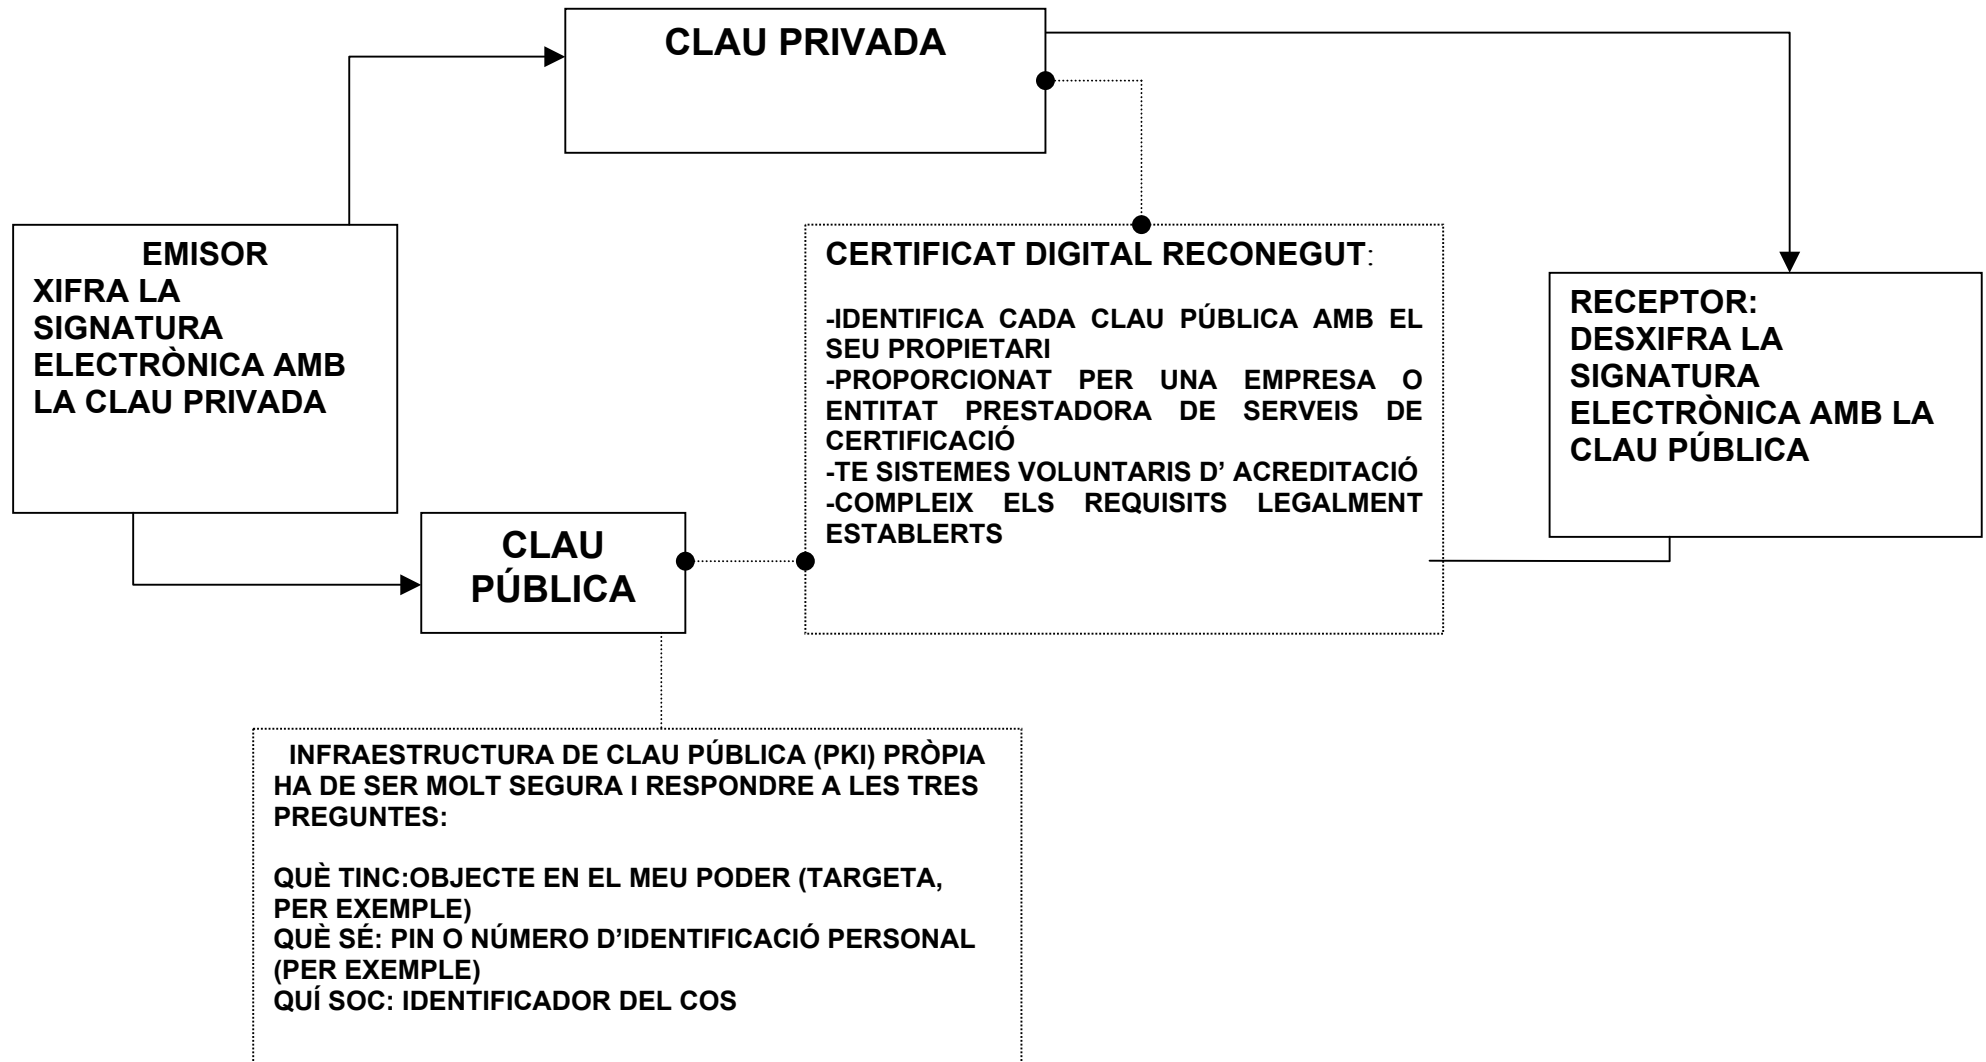 CLAU PRIVADA
EMISOR
XIFRA LA
SIGNATURA
ELECTRÒNICA AMB
LA CLAU PRIVADA
CERTIFICAT DIGITAL RECONEGUT:
-IDENTIFICA CADA CLAU PÚBLICA AMB EL
SEU PROPIETARI
-PROPORCIONAT PER UNA EMPRESA O
ENTITAT PRESTADORA DE SERVEIS DE
CERTIFICACIÓ
-TE SISTEMES VOLUNTARIS D’ ACREDITACIÓ
-COMPLEIX ELS REQUISITS LEGALMENT
ESTABLERTS
RECEPTOR:
DESXIFRA LA
SIGNATURA
ELECTRÒNICA AMB LA
CLAU PÚBLICA
CLAU
PÚBLICA
INFRAESTRUCTURA DE CLAU PÚBLICA (PKI) PRÒPIA
HA DE SER MOLT SEGURA I RESPONDRE A LES TRES
PREGUNTES:
QUÈ TINC:OBJECTE EN EL MEU PODER (TARGETA,
PER EXEMPLE)
QUÈ SÉ: PIN O NÚMERO D’IDENTIFICACIÓ PERSONAL
(PER EXEMPLE)
QUÍ SOC: IDENTIFICADOR DEL COS